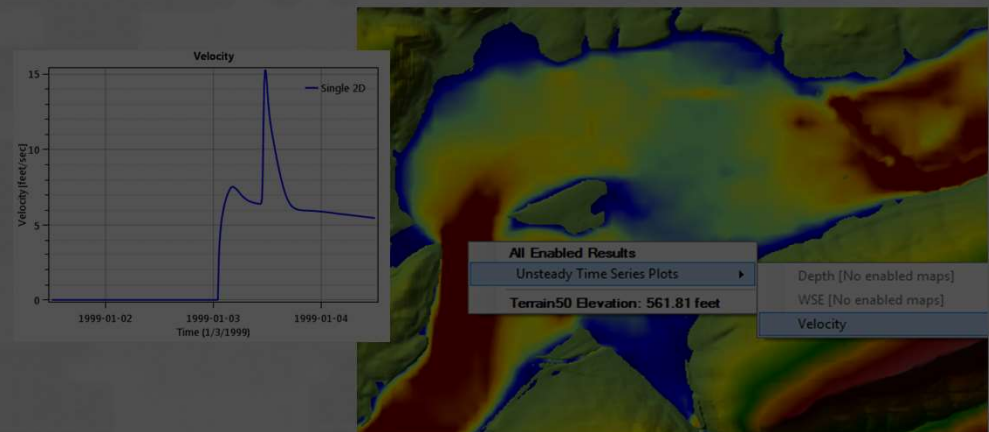 Velocity
15
Single 2D
10
Velocity [feet/sec]
5
0
1999-01-02
1999-01-03
1999-01-04
Time (1/3/1999)
All Enabled Results
Unsteady Time Series Plots
Terrain50 Elevation: 561.81 feet
Depth [No enabled maps]
WSE [No enabled maps]
Velocity